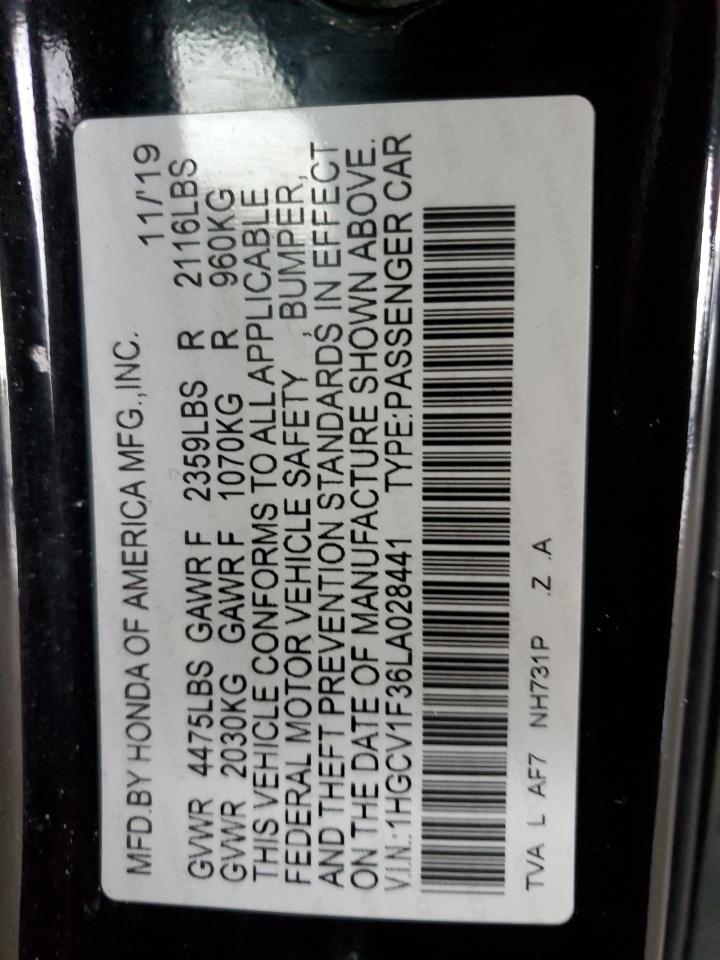 MFD.BY HONDA OF AMERICA MFG.,INC. 11/'19
GVWR 4475LBS GAWR F 2359LBS R 2116LBS
GVWR 2030KG GAWR F 1070KG R 960KG
THIS VEHICLE CONFORMS TO ALL APPLICABLE
FEDERAL MOTOR VEHICLE SAFETY , BUMPER,
AND THEFT PREVENTION STANDARDS IN EFFECT
ON THE DATE OF MANUFACTURE SHOWN ABOVE.
V.I.N.:1HGCV1F36LA028441 TYPE:PASSENGER CAR
TVA L AF7 NH731P .Z .A